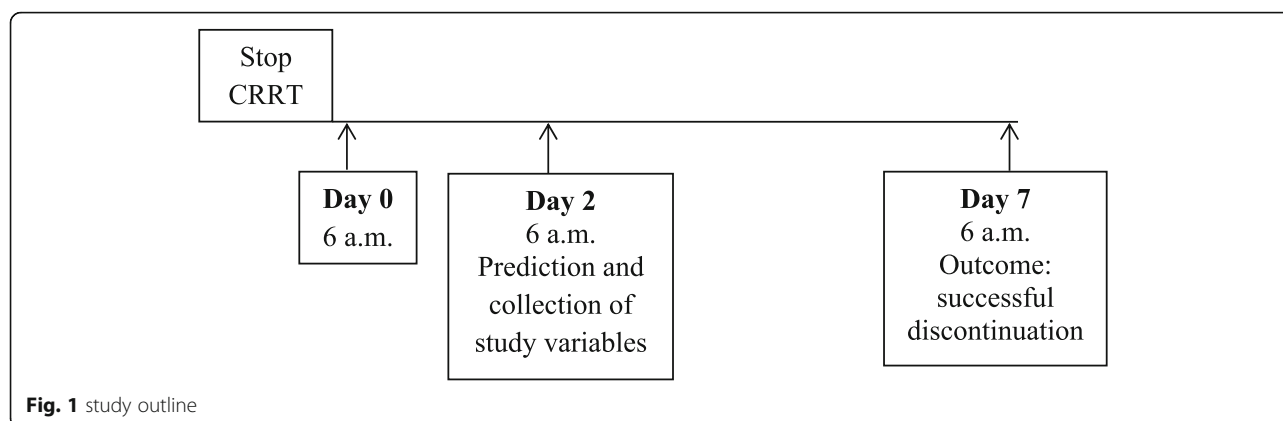 Stop
CRRT
Day 0
6 a.m.
Day 2
6 a.m.
Prediction and
collection of
study variables
Day 7
6 a.m.
Outcome:
successful
discontinuation
Fig. 1 study outline